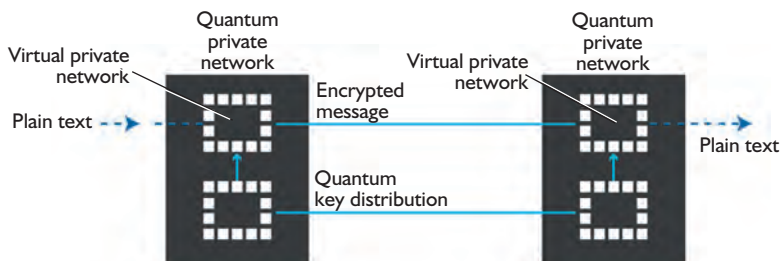 Quantum
private
network
Virtual private
network
Plain text
Encrypted
message
Quantum
key distribution
Quantum
private
network
Virtual private
network
Plain text